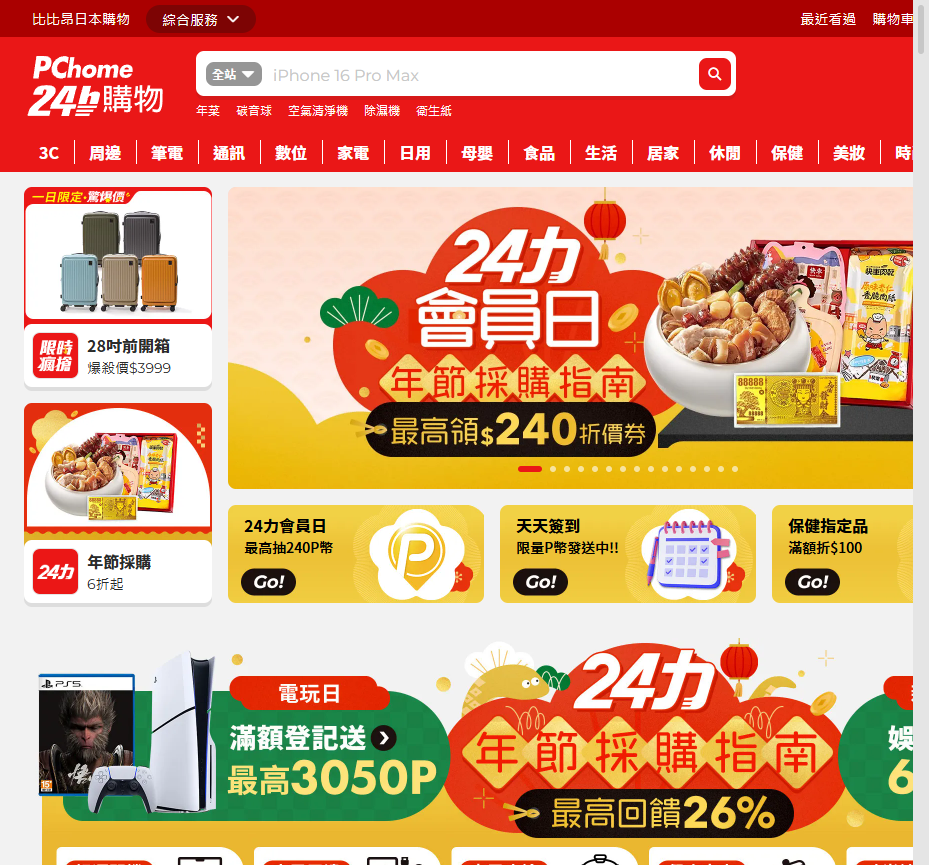 比比昂日本購物
綜合服務
最近看過
購物車
PChome
24h購物
全站
iPhone 16 Pro Max
年菜 碳音球 空氣清淨機 除濕機 衛生紙
3C 周邊 筆電 通訊 數位 家電 日用 母嬰 食品 生活 居家 休閒 保健 美妝 時
一日限定·驚爆價
限時
瘋搶
28吋前開箱
爆殺價$3999
24力
會員日
年節採購指南
最高領$240折價券
88888
88888
24力
年節採購
6折起
24力會員日
最高抽240P幣
Go!
天天簽到
限量P幣發送中!!
Go!
保健指定品
滿額折$100
Go!
PS5
電玩日
滿額登記送
最高3050P
24力
年節採購指南
最高回饋26%
娛
6